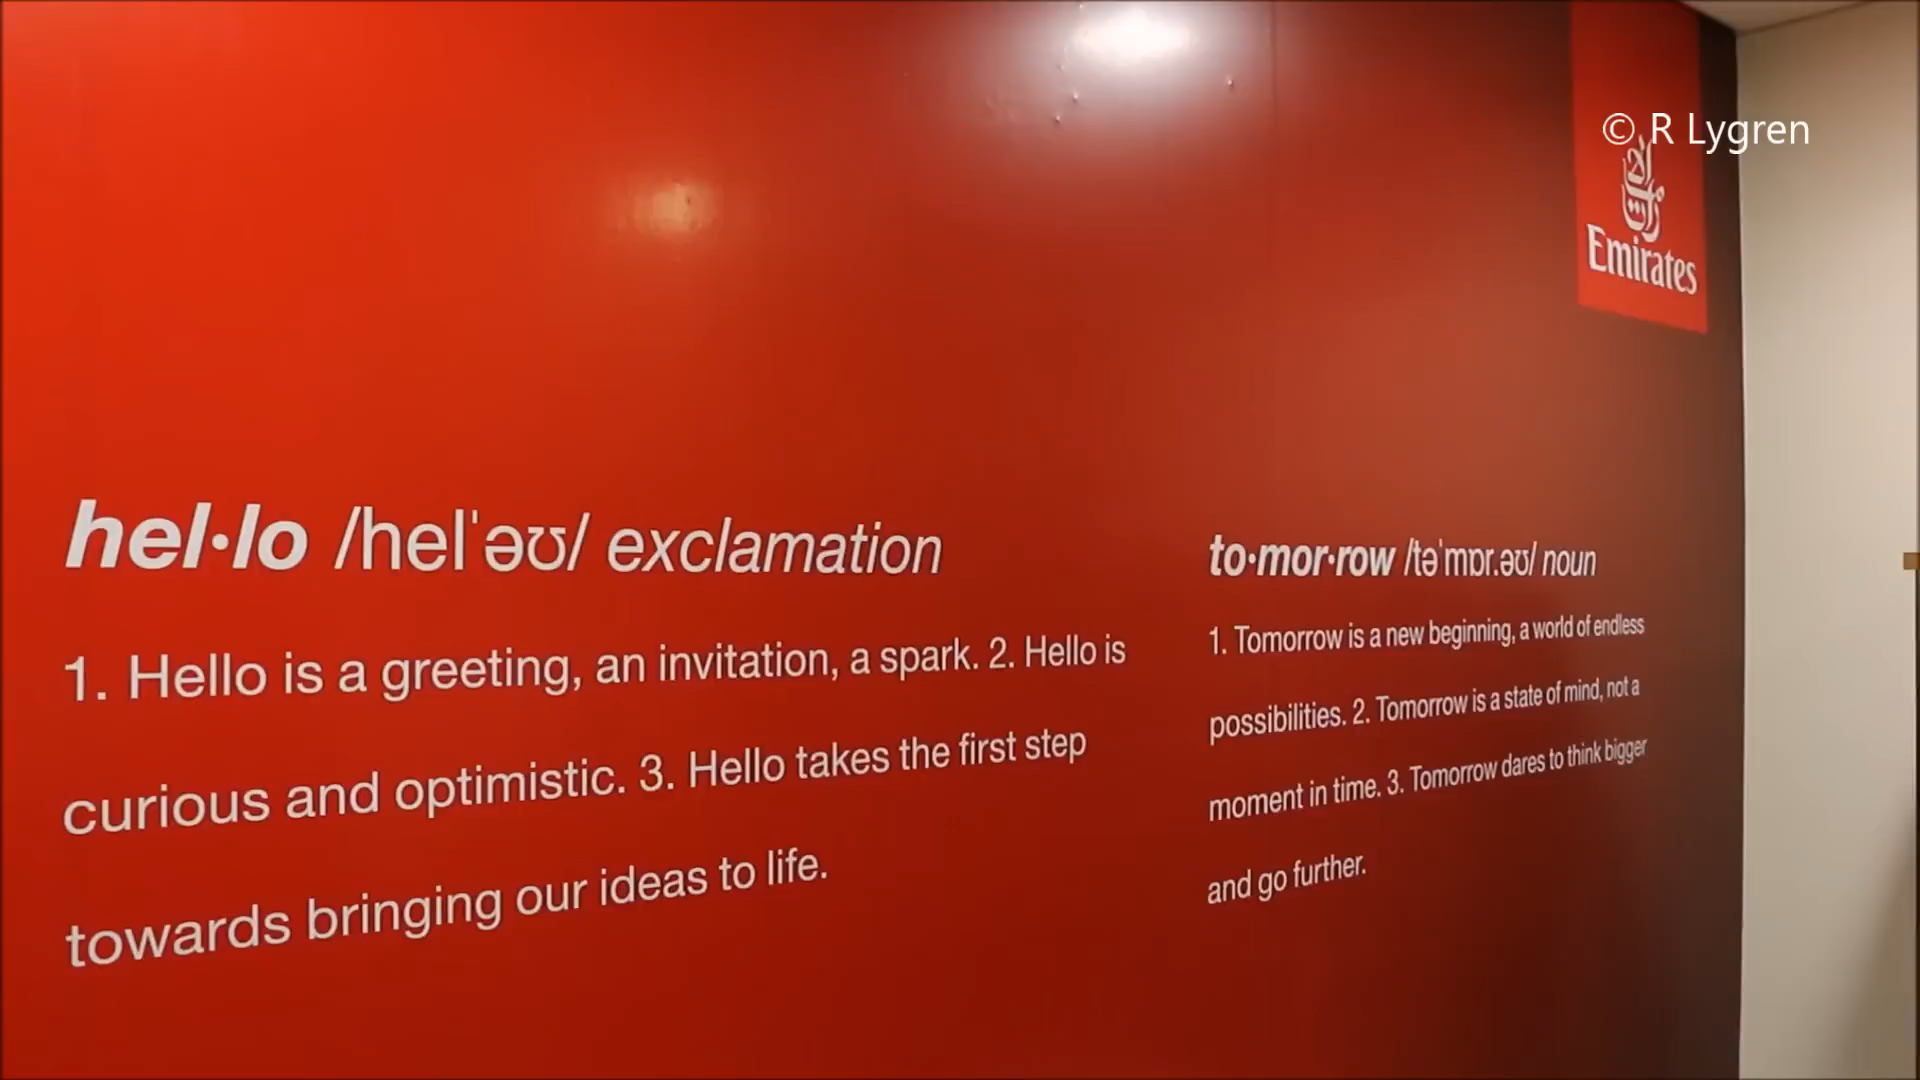 © R Lygren
Emirates
hel·lo /helˈəʊ/ exclamation
1. Hello is a greeting, an invitation, a spark. 2. Hello is
curious and optimistic. 3. Hello takes the first step
towards bringing our ideas to life.
to·mor·row /təˈmɒr.əʊ/ noun
1. Tomorrow is a new beginning, a world of endless
possibilities. 2. Tomorrow is a state of mind, not a
moment in time. 3. Tomorrow dares to think bigger
and go further.